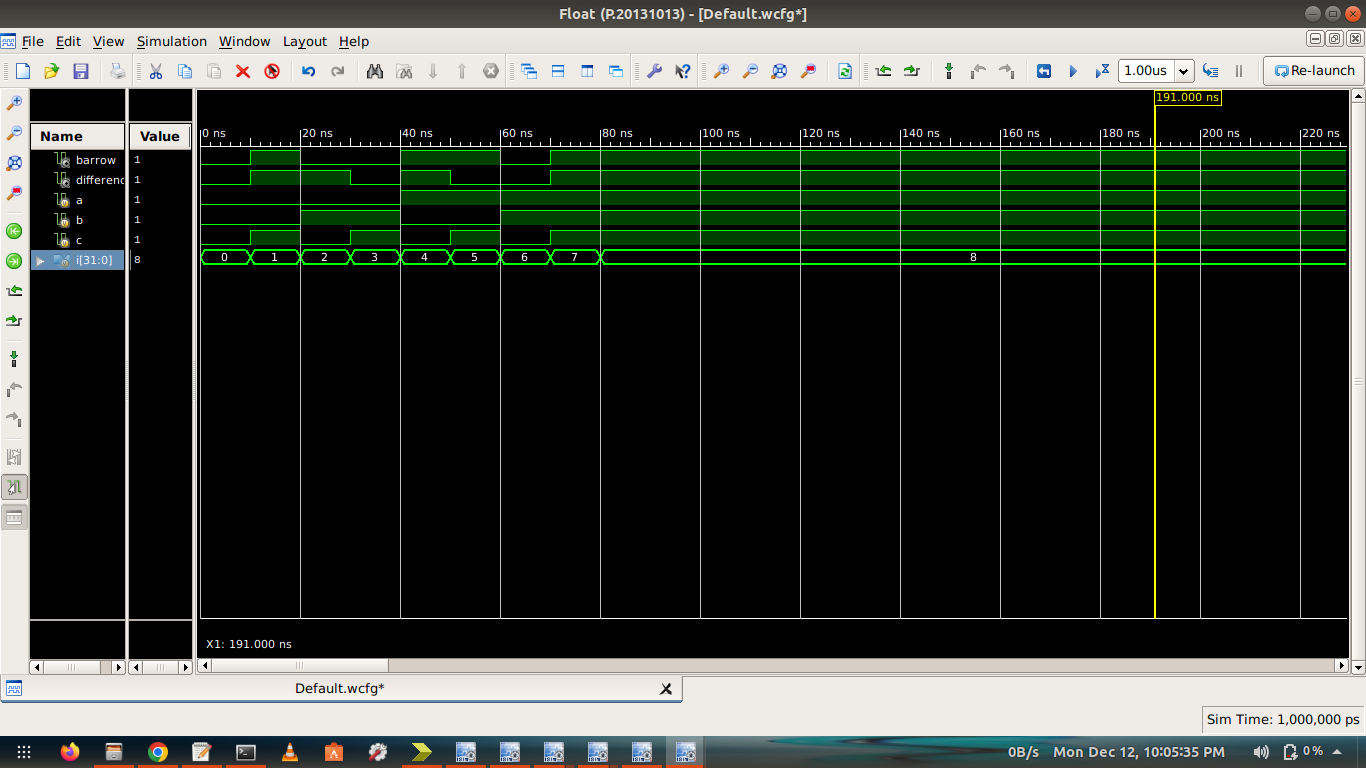 Float (P.20131013) - [Default.wcfg*]
File Edit View Simulation Window Layout Help
1.00us Re-launch
191.000 ns
Name Value 0 ns 20 ns 40 ns 60 ns 80 ns 100 ns 120 ns 140 ns 160 ns 180 ns 200 ns 220 ns
barrow 1
differenc 1
a 1
b 1
c 1
i[31:0] 8 0 1 2 3 4 5 6 7 8
X1: 191.000 ns
Default.wcfg*
Sim Time: 1,000,000 ps
0B/s Mon Dec 12, 10:05:35 PM 0 %